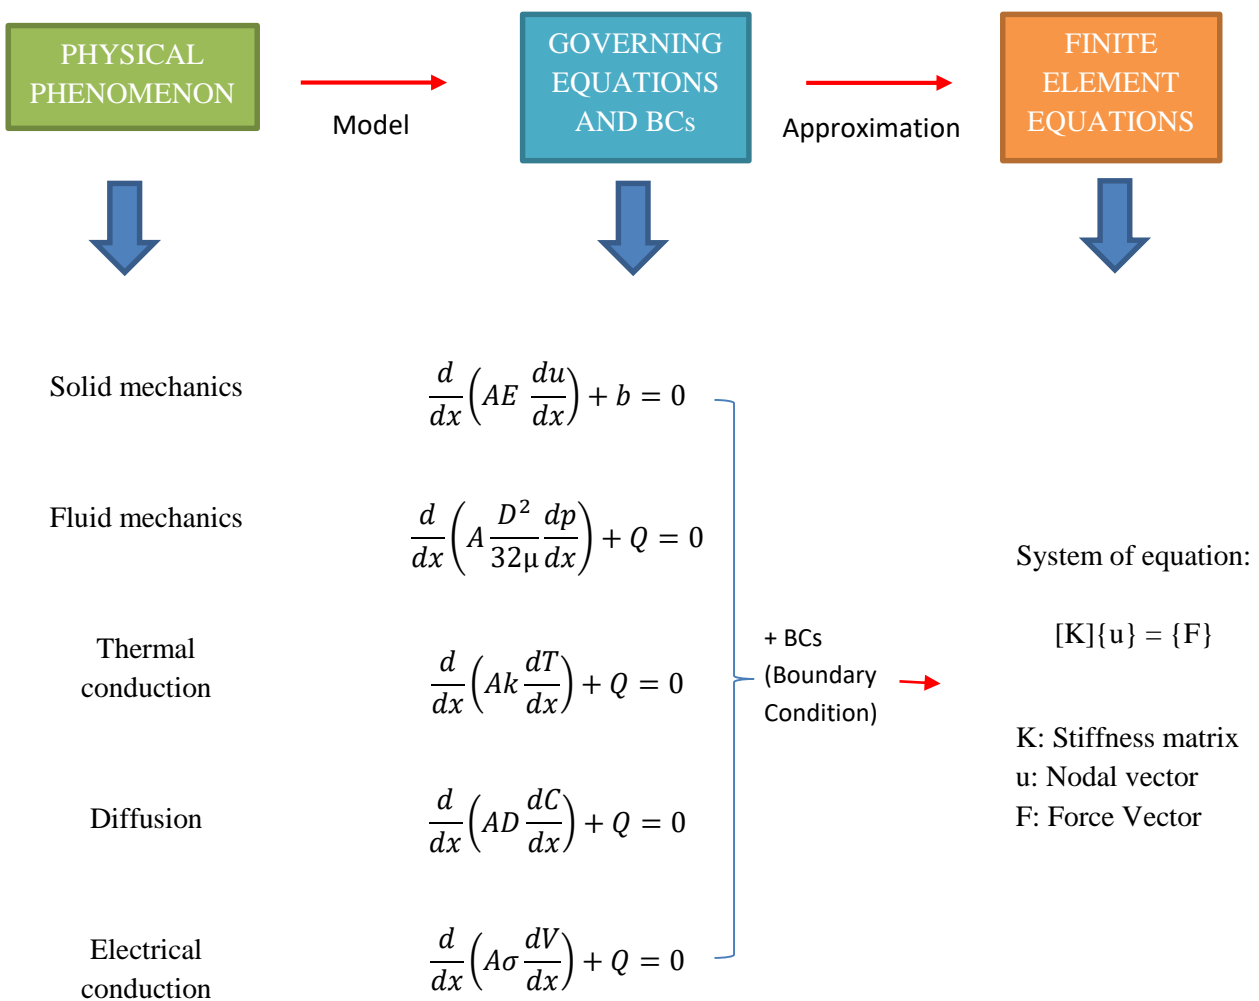 PHYSICAL
PHENOMENON
Model
GOVERNING
EQUATIONS
AND BCs
Approximation
FINITE
ELEMENT
EQUATIONS
Solid mechanics
d/dx(AE du/dx) + b = 0
Fluid mechanics
d/dx(A D²/32μ dp/dx) + Q = 0
Thermal
conduction
d/dx(Ak dT/dx) + Q = 0
Diffusion
d/dx(AD dC/dx) + Q = 0
Electrical
conduction
d/dx(Aσ dV/dx) + Q = 0
+ BCs
(Boundary
Condition)
System of equation:
[K]{u} = {F}
K: Stiffness matrix
u: Nodal vector
F: Force Vector